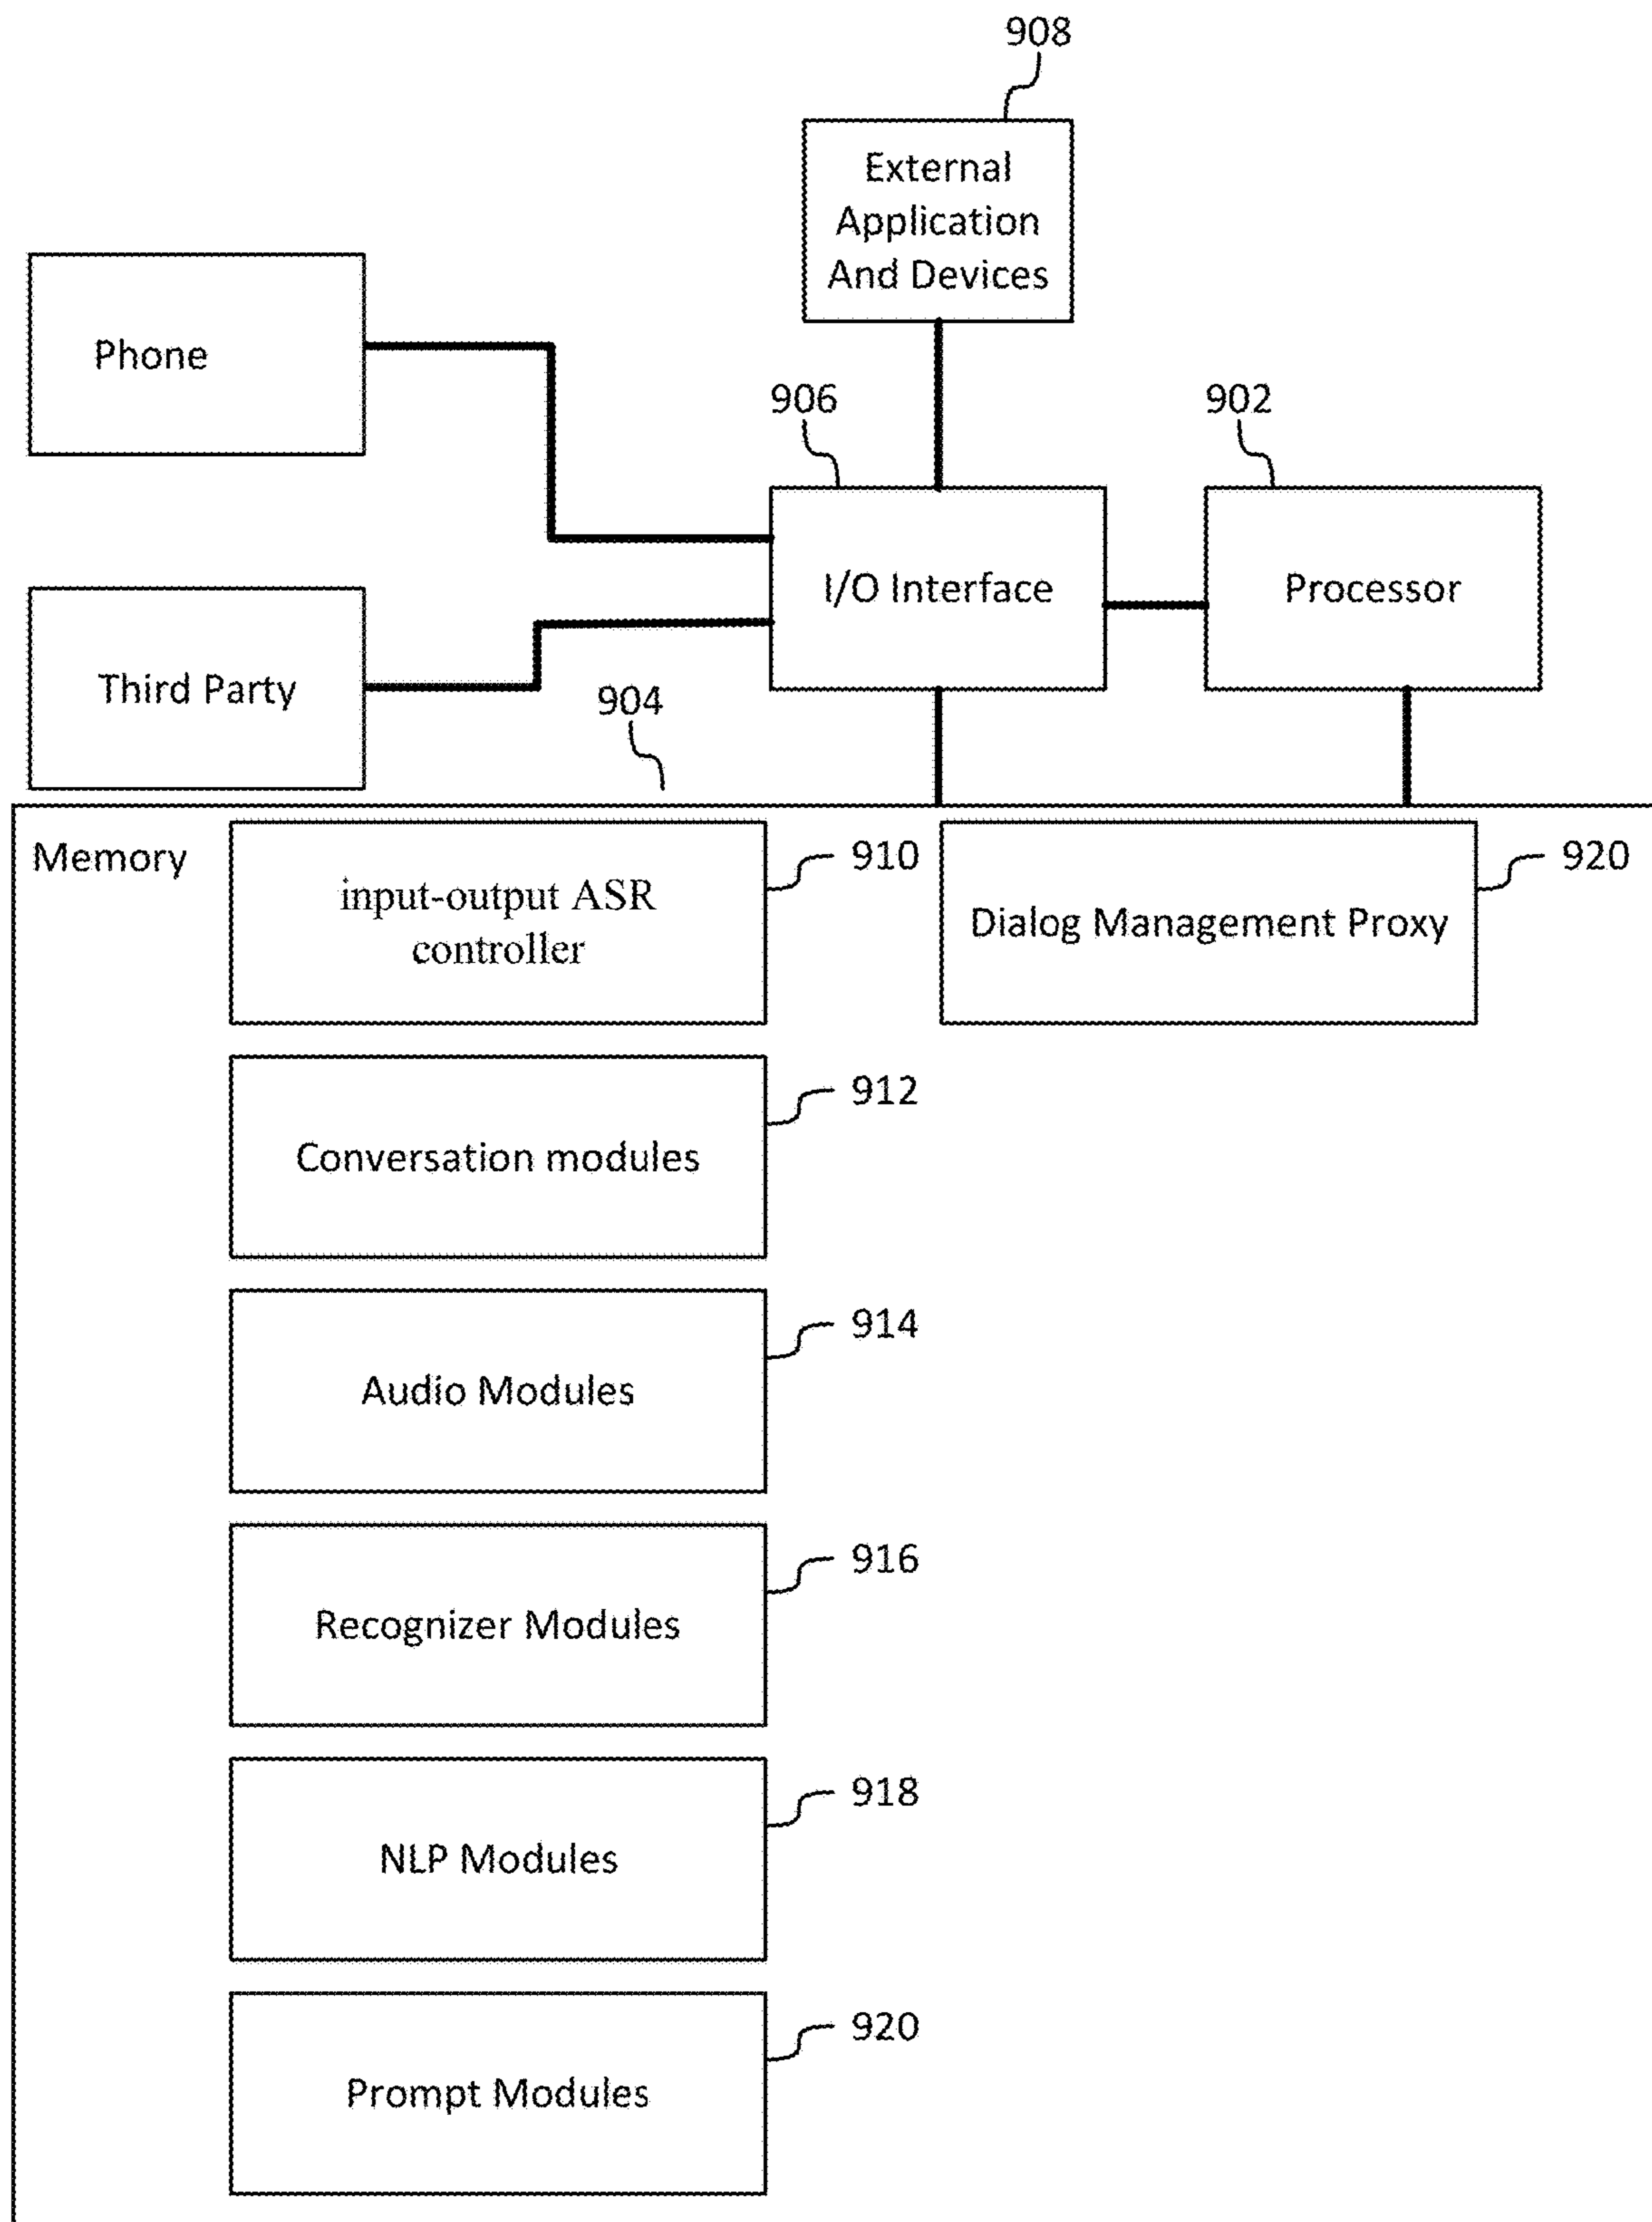 908
External
Application
And Devices
Phone
906
902
I/O Interface
Processor
Third Party
904
Memory
input-output ASR
controller
910
Dialog Management Proxy
920
Conversation modules
912
Audio Modules
914
Recognizer Modules
916
NLP Modules
918
Prompt Modules
920